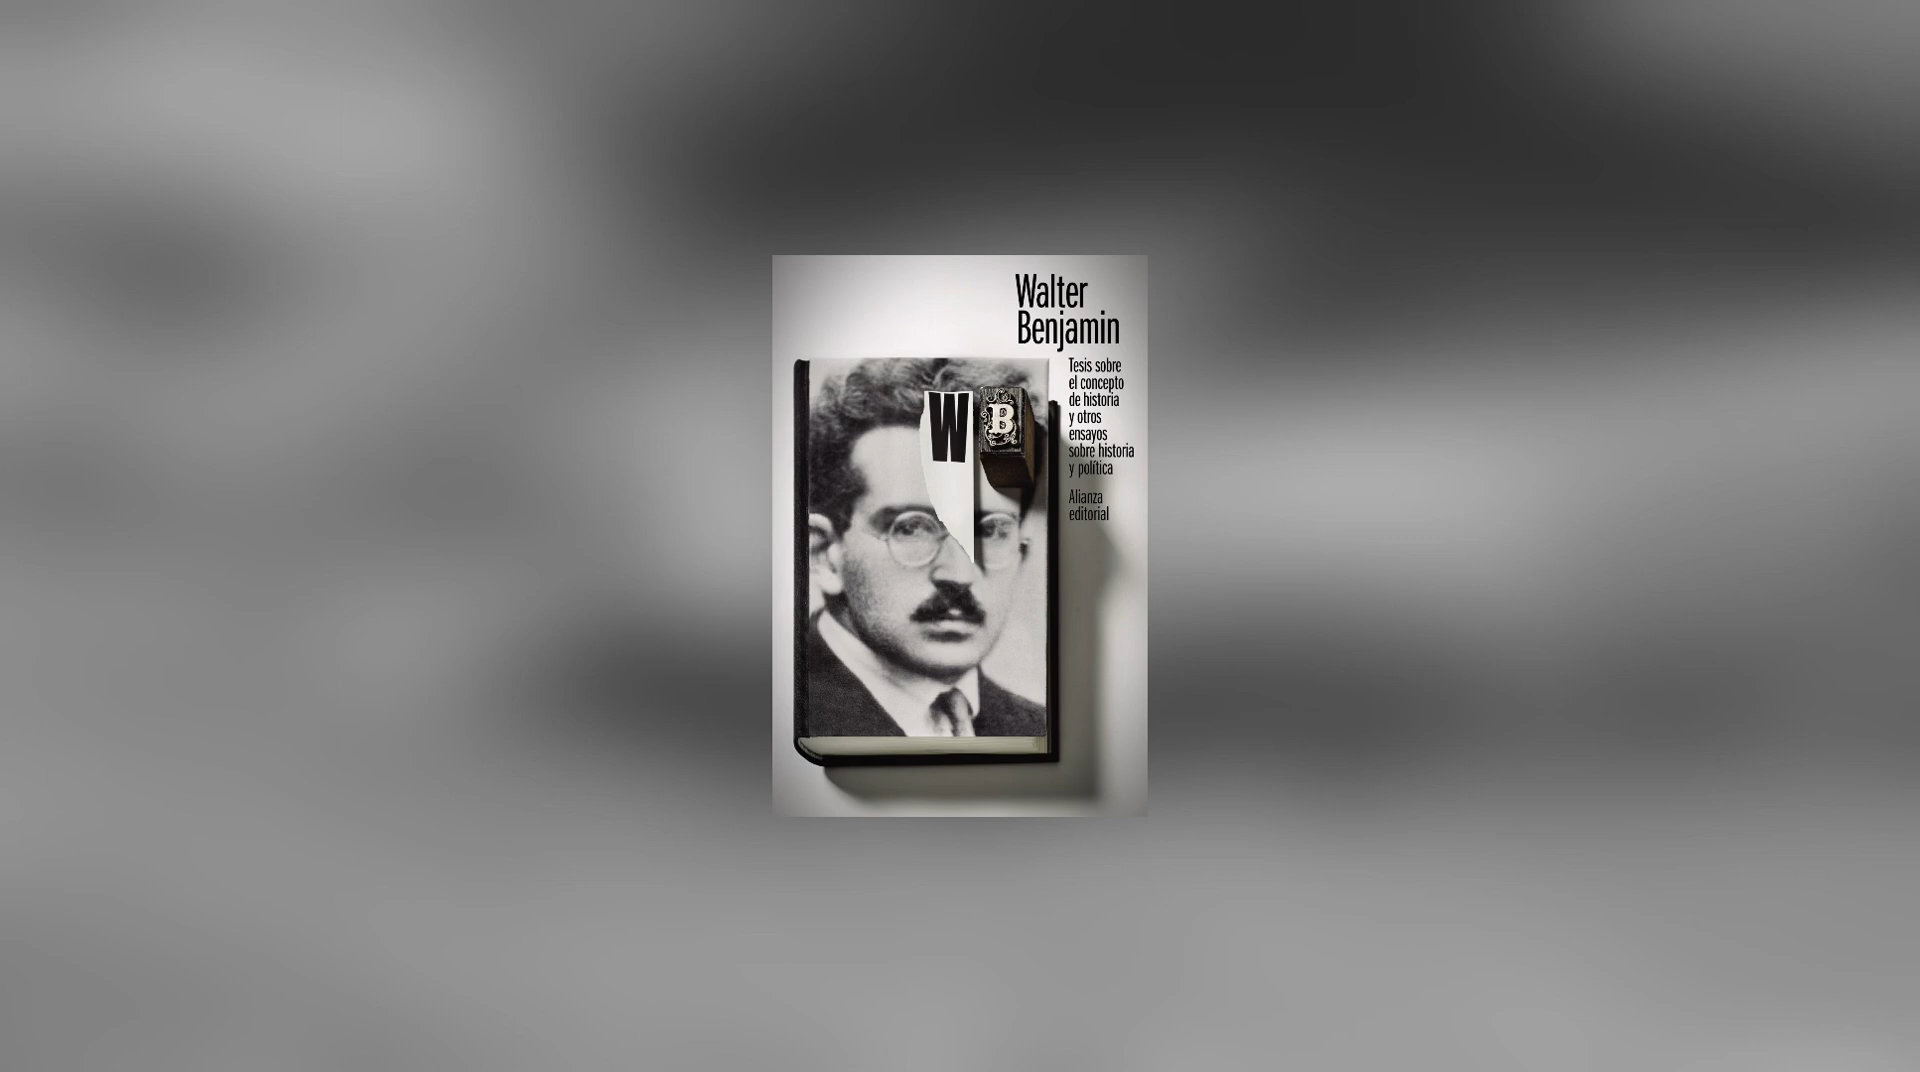 Walter
Benjamin
Tesis sobre
el concepto
de historia
y otros
ensayos
sobre historia
y política
Alianza
editorial
W B